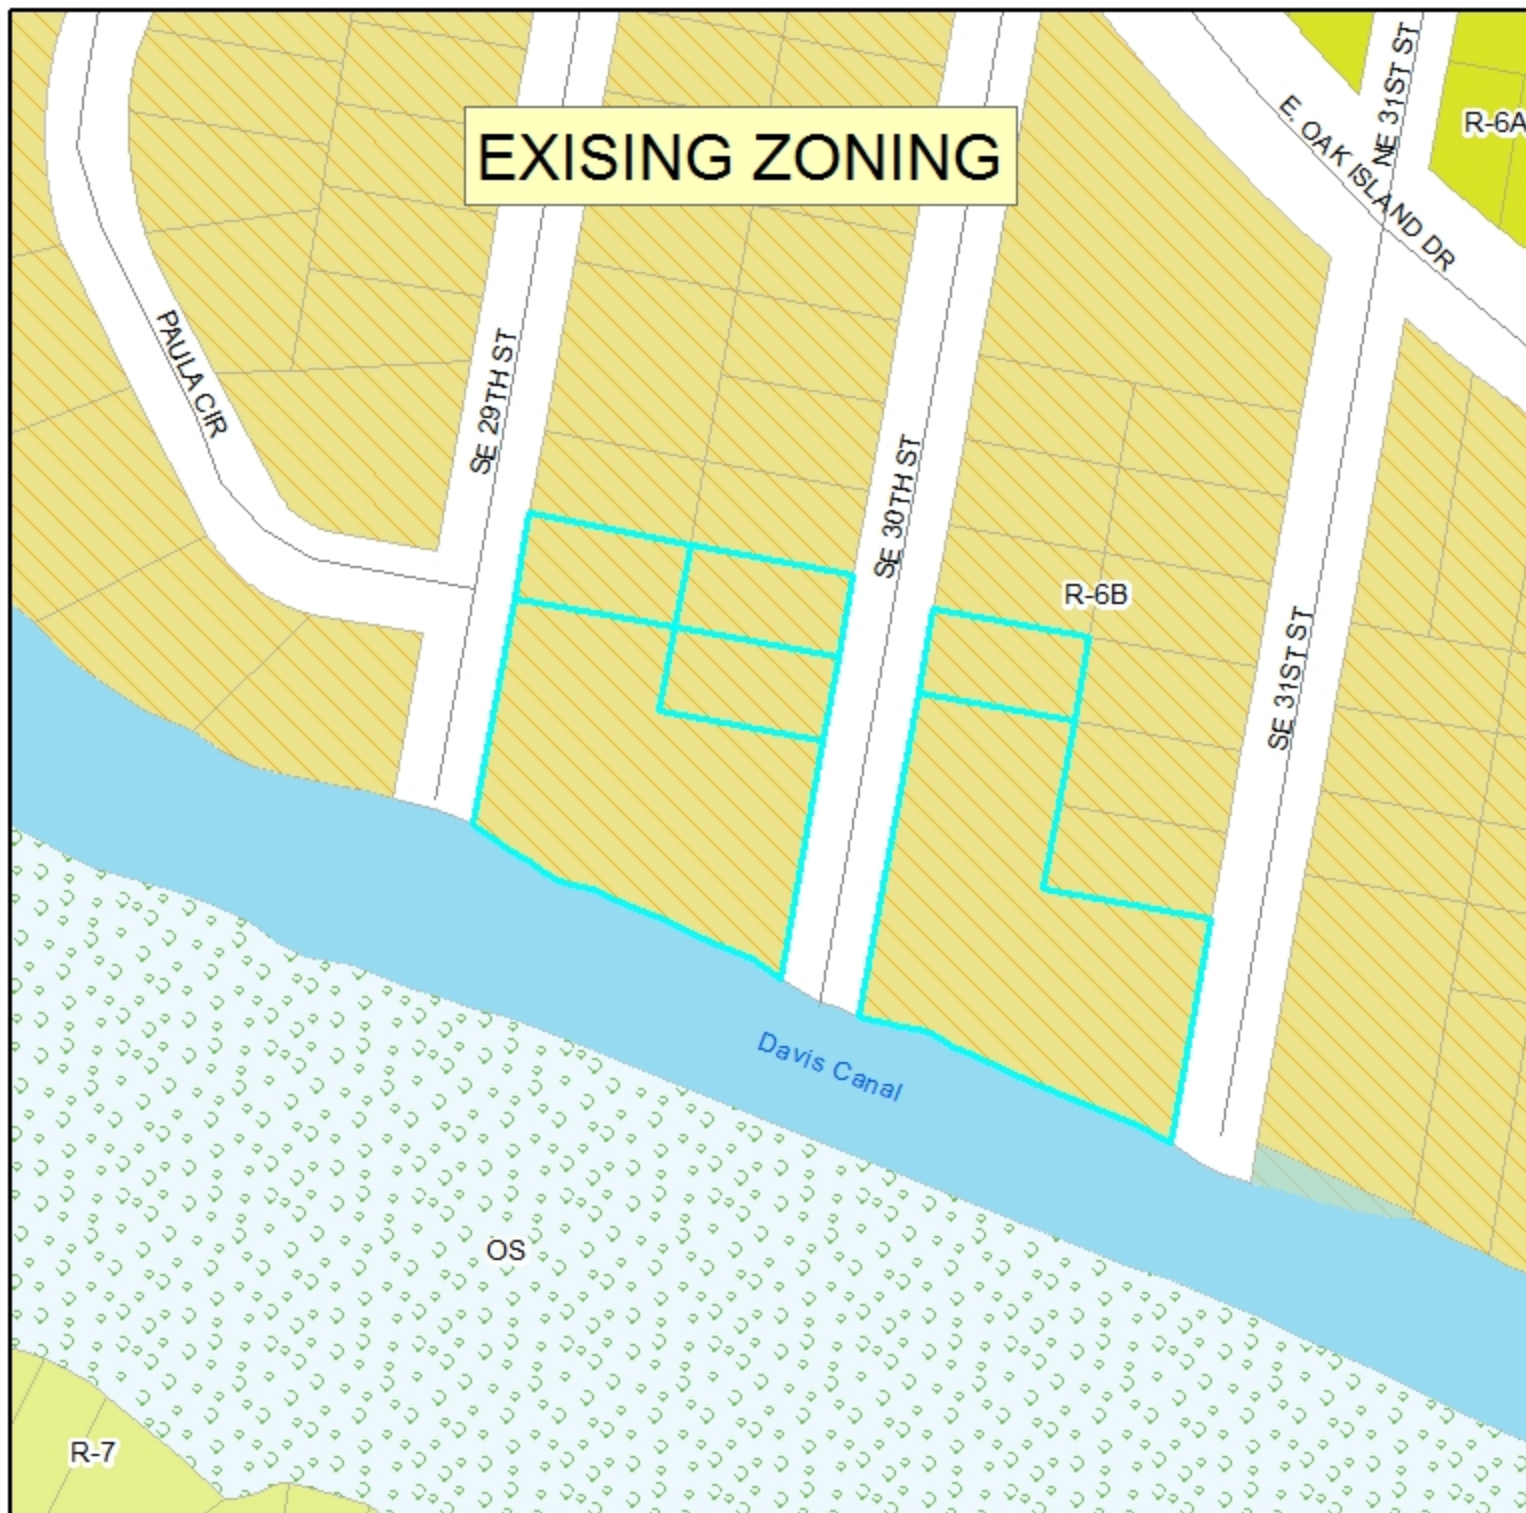 EXISING ZONING
NE 31ST ST
R-6A
E. OAK ISLAND DR
PAULA CIR
SE 29TH ST
SE 30TH ST
R-6B
SE 31ST ST
Davis Canal
OS
R-7